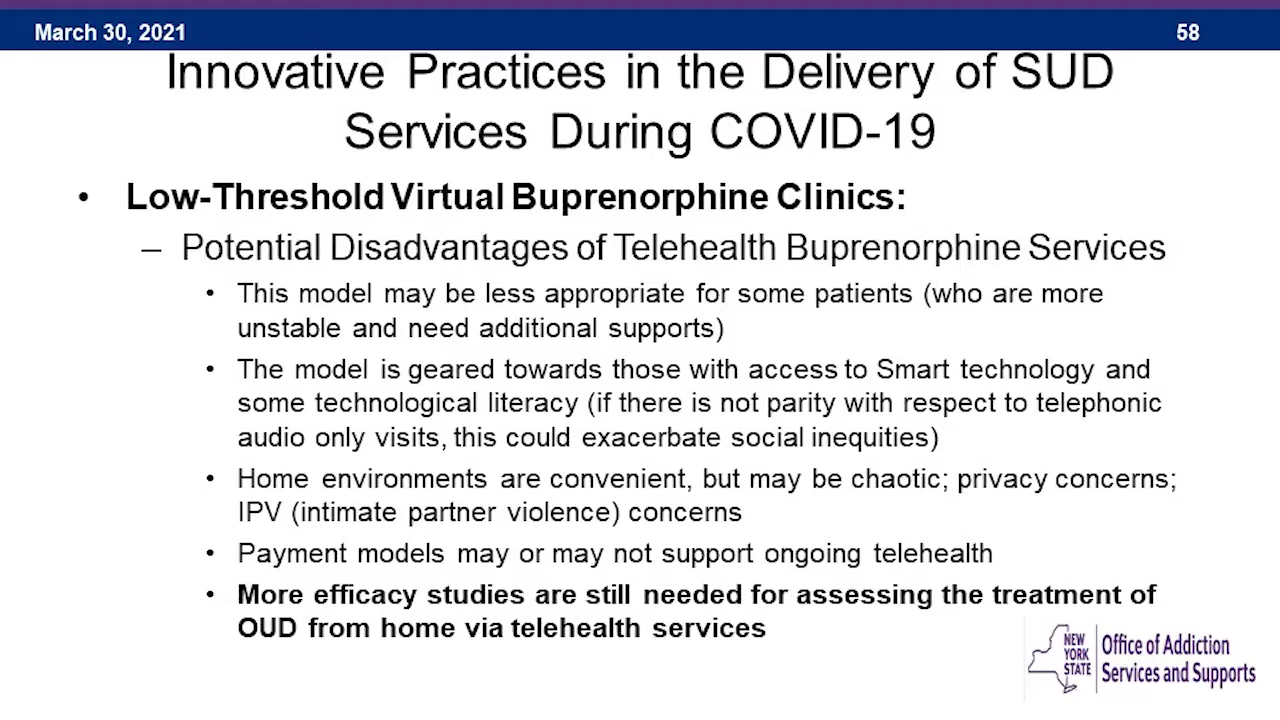 March 30, 2021 58
Innovative Practices in the Delivery of SUD
Services During COVID-19
• Low-Threshold Virtual Buprenorphine Clinics:
– Potential Disadvantages of Telehealth Buprenorphine Services
• This model may be less appropriate for some patients (who are more
unstable and need additional supports)
• The model is geared towards those with access to Smart technology and
some technological literacy (if there is not parity with respect to telephonic
audio only visits, this could exacerbate social inequities)
• Home environments are convenient, but may be chaotic; privacy concerns;
IPV (intimate partner violence) concerns
• Payment models may or may not support ongoing telehealth
• More efficacy studies are still needed for assessing the treatment of
OUD from home via telehealth services
NEW
YORK
STATE
Office of Addiction
Services and Supports